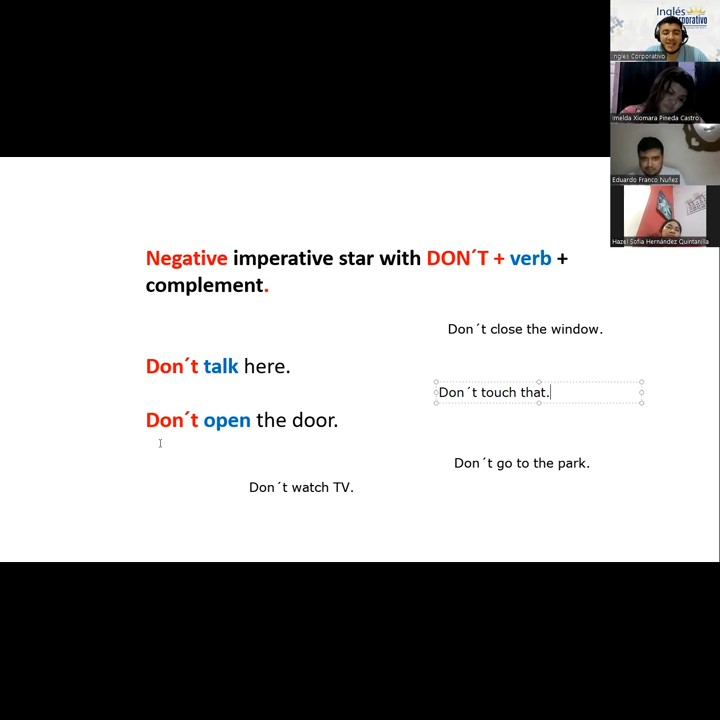 Inglés
Corporativo
Inglés Corporativo
Imelda Xiomara Pineda Castro
Eduardo Franco Nuñez
Hazel Sofia Hernández Quintanilla
Negative imperative star with DON´T + verb +
complement.
Don´t close the window.
Don´t talk here.
Don´t touch that.
Don´t open the door.
Don´t go to the park.
Don´t watch TV.